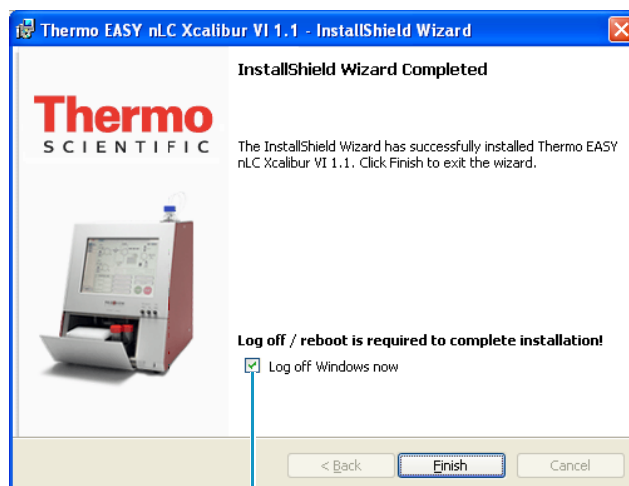 Thermo EASY nLC Xcalibur VI 1.1 - InstallShield Wizard
InstallShield Wizard Completed
Thermo
SCIENTIFIC
The InstallShield Wizard has successfully installed Thermo EASY
nLC Xcalibur VI 1.1. Click Finish to exit the wizard.
Log off / reboot is required to complete installation!
Log off Windows now
< Back
Finish
Cancel